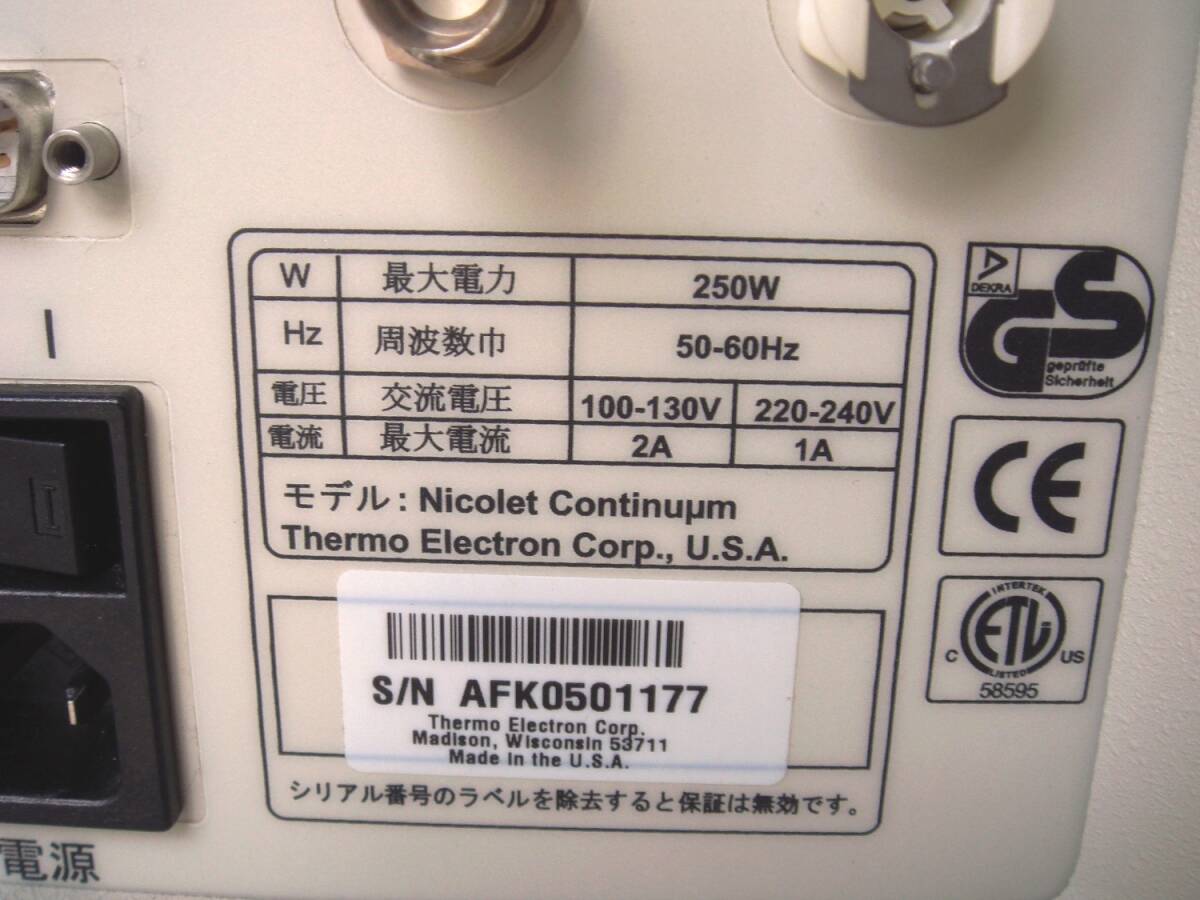 W 最大電力 250W
Hz 周波数巾 50-60Hz
電圧 交流電圧 100-130V 220-240V
電流 最大電流 2A 1A
モデル : Nicolet Continuμm
Thermo Electron Corp., U.S.A.
S/N AFK0501177
Thermo Electron Corp.
Madison, Wisconsin 53711
Made in the U.S.A.
シリアル番号のラベルを除去すると保証は無効です。
DEKRA
GS
geprüfte
Sicherheit
CE
INTERTEK
ETL
LISTED
C US
58595
I
電源